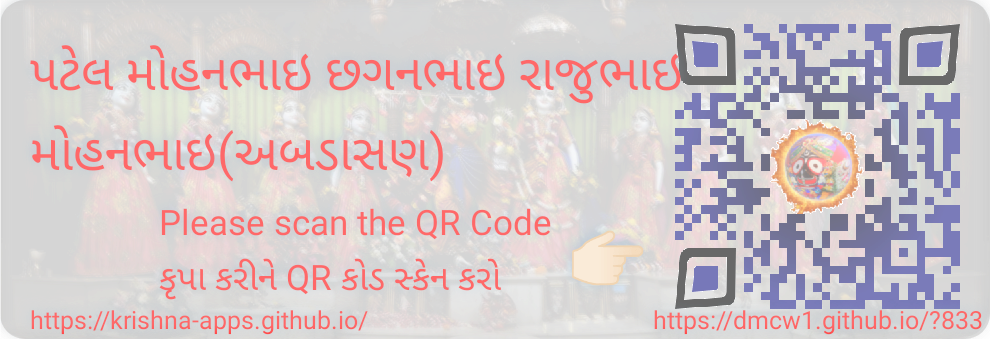 પટેલ મોહનભાઇ છગનભાઇ રાજુભાઇ
મોહનભાઇ(અબડાસણ)
Please scan the QR Code
કૃપા કરીને QR કોડ સ્કેન કરો
https://krishna-apps.github.io/
https://dmcw1.github.io/?833